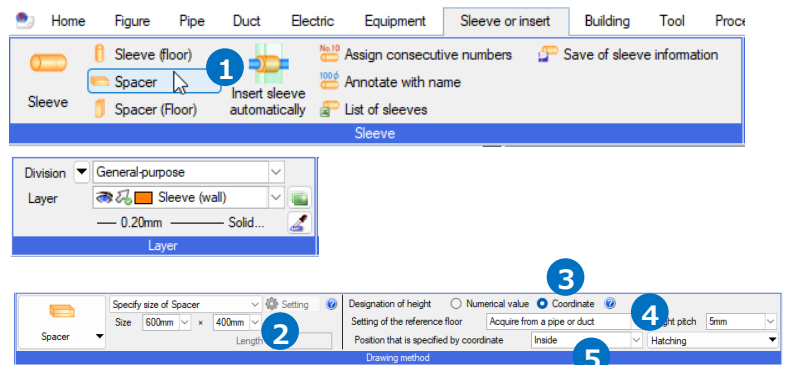 Home Figure Pipe Duct Electric Equipment Sleeve or insert Building Tool
Sleeve
Sleeve (floor)
Spacer
Spacer (Floor)
1
Insert sleeve
automatically
No.10 Assign consecutive numbers
100φ Annotate with name
List of sleeves
Save of sleeve information
Sleeve
Division General-purpose
Layer Sleeve (wall)
0.20mm Solid...
Layer
3
Spacer
Specify size of Spacer Setting
Size 600mm × 400mm
Length
2
Designation of height Numerical value Coordinate
Setting of the reference floor Acquire from a pipe or duct 4 pitch 5mm
Position that is specified by coordinate Inside Hatching
5
Drawing method